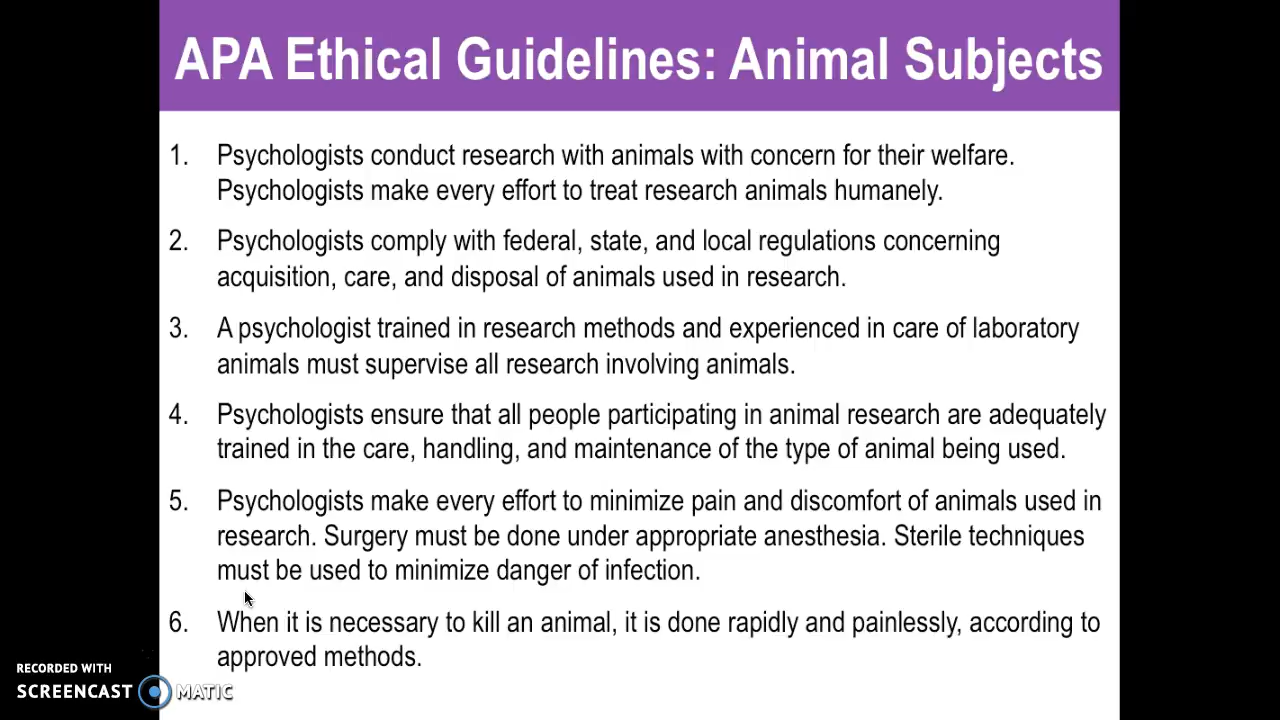 APA Ethical Guidelines: Animal Subjects
1. Psychologists conduct research with animals with concern for their welfare.
Psychologists make every effort to treat research animals humanely.
2. Psychologists comply with federal, state, and local regulations concerning
acquisition, care, and disposal of animals used in research.
3. A psychologist trained in research methods and experienced in care of laboratory
animals must supervise all research involving animals.
4. Psychologists ensure that all people participating in animal research are adequately
trained in the care, handling, and maintenance of the type of animal being used.
5. Psychologists make every effort to minimize pain and discomfort of animals used in
research. Surgery must be done under appropriate anesthesia. Sterile techniques
must be used to minimize danger of infection.
6. When it is necessary to kill an animal, it is done rapidly and painlessly, according to
approved methods.
RECORDED WITH
SCREENCAST MATIC